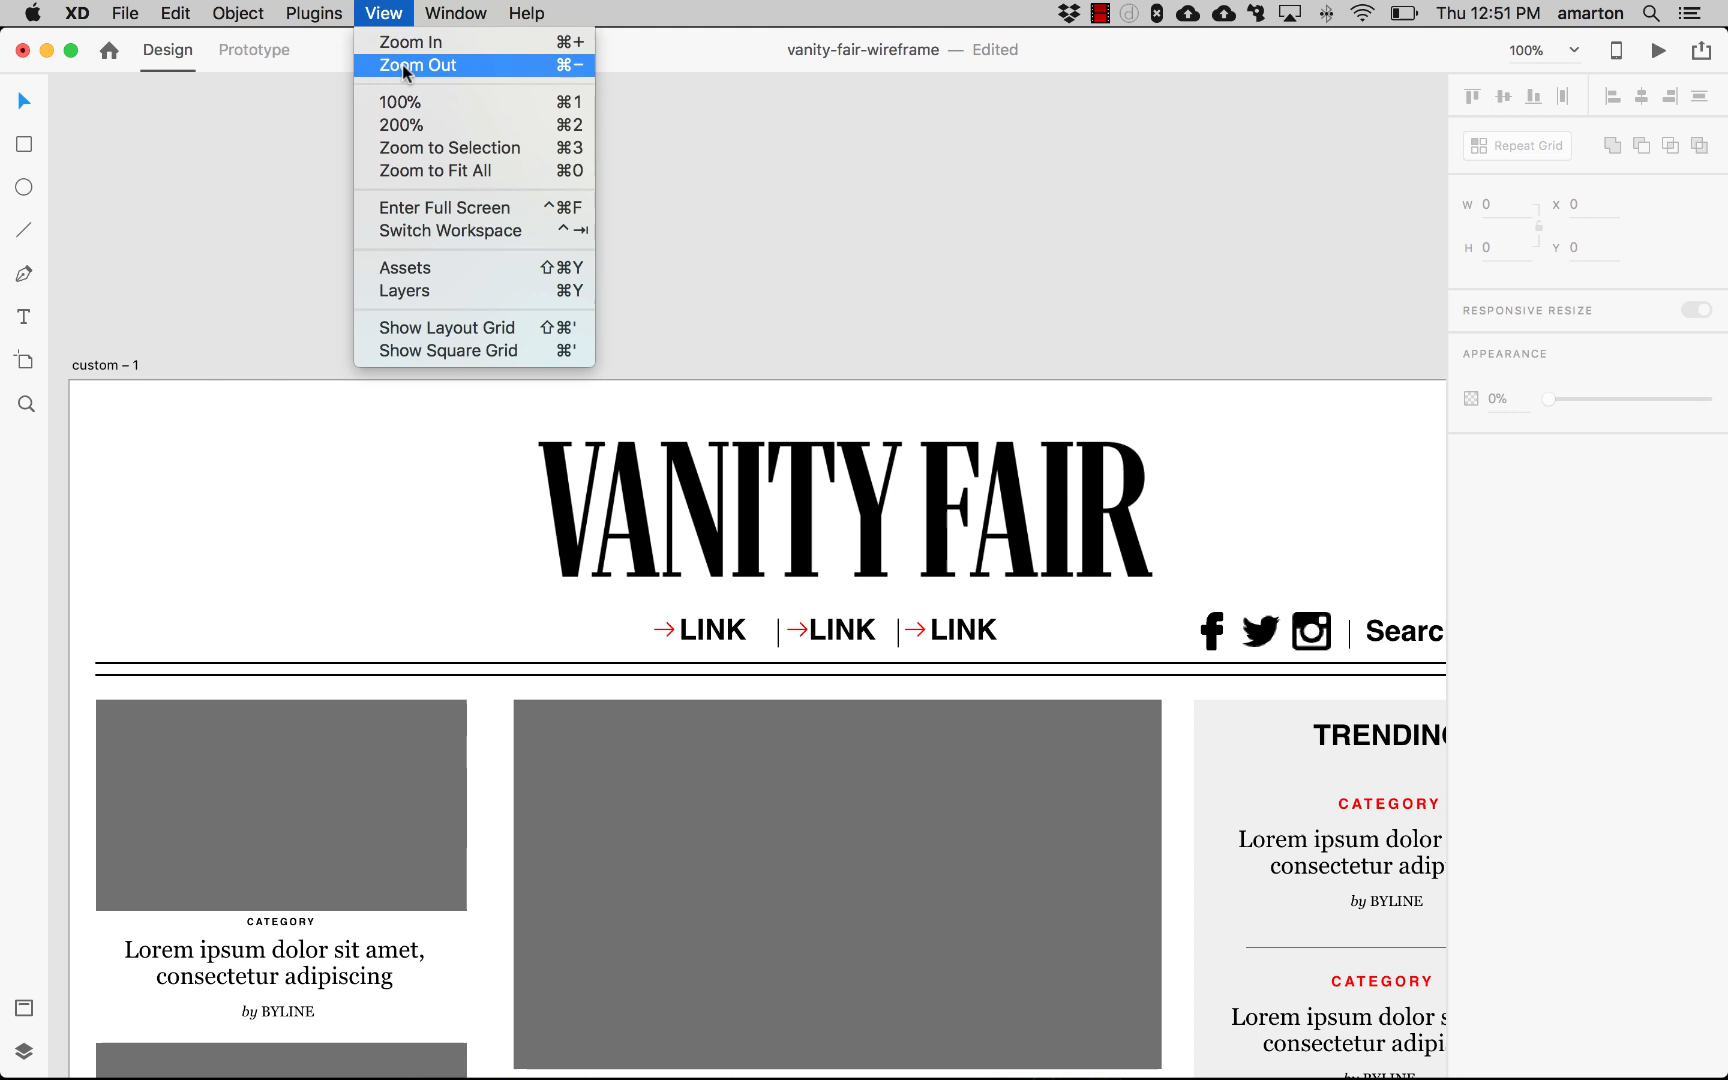 XD File Edit Object Plugins View Window Help Thu 12:51 PM amarton
Design Prototype vanity-fair-wireframe — Edited 100%
Zoom In ⌘+
Zoom Out ⌘−
100% ⌘1
200% ⌘2
Zoom to Selection ⌘3
Zoom to Fit All ⌘0
Enter Full Screen ^⌘F
Switch Workspace ^⇥
Assets ⇧⌘Y
Layers ⌘Y
Show Layout Grid ⇧⌘'
Show Square Grid ⌘'
Repeat Grid
W 0 X 0
H 0 Y 0
RESPONSIVE RESIZE
APPEARANCE
0%
custom – 1
VANITY FAIR
→LINK |→LINK |→LINK | Searc
TRENDING
CATEGORY
Lorem ipsum dolor
consectetur adip
by BYLINE
CATEGORY
Lorem ipsum dolor s
consectetur adipi
by BYLINE
CATEGORY
Lorem ipsum dolor sit amet,
consectetur adipiscing
by BYLINE